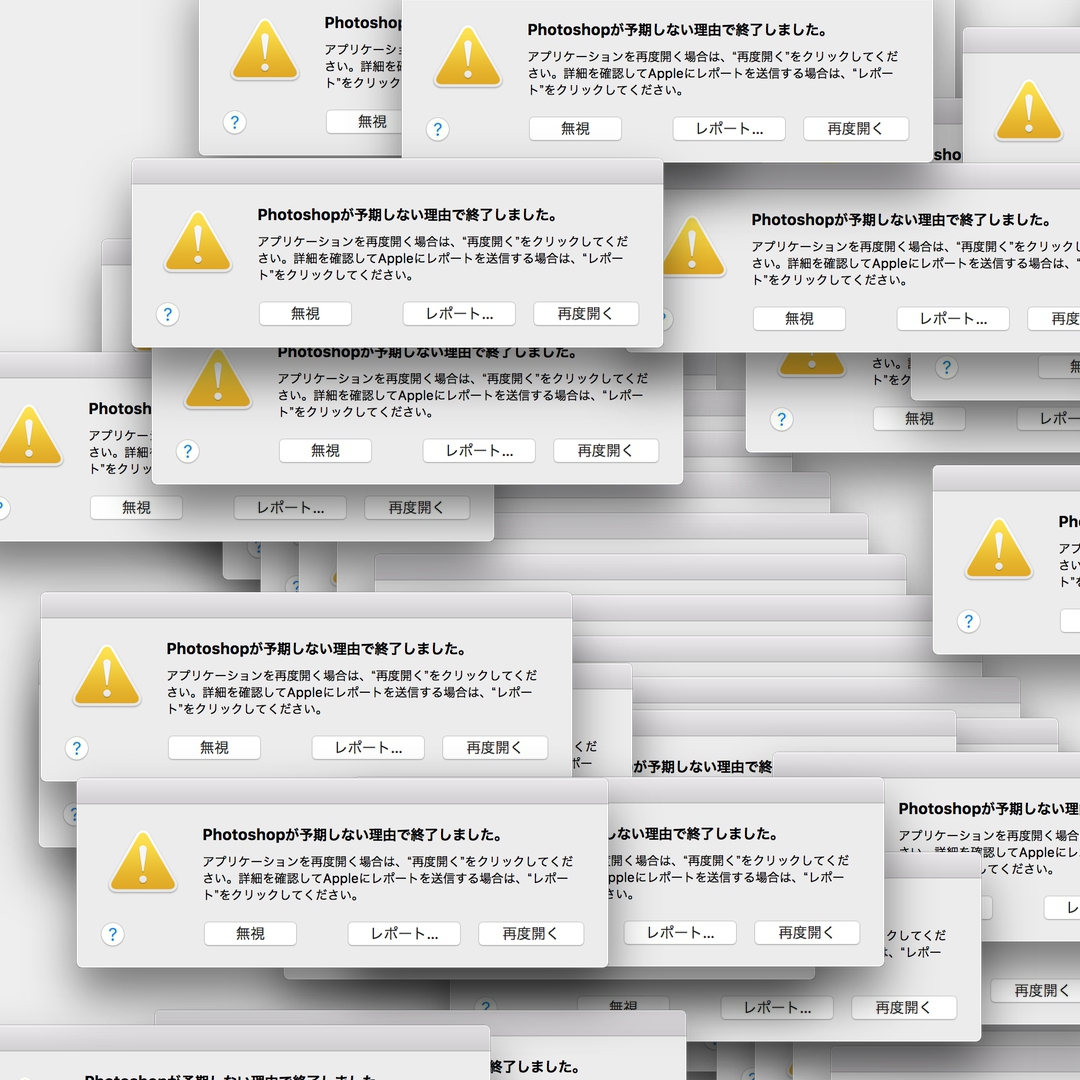 Photoshop
アプリケーシ
さい。詳細を確
ト”をクリック
?
無視
Photoshopが予期しない理由で終了しました。
アプリケーションを再度開く場合は、“再度開く”をクリックしてくだ
さい。詳細を確認してAppleにレポートを送信する場合は、“レポー
ト”をクリックしてください。
?
無視
レポート...
再度開く
sho
Photoshopが予期しない理由で終了しました。
アプリケーションを再度開く場合は、“再度開く”をクリックしてくだ
さい。詳細を確認してAppleにレポートを送信する場合は、“レポー
ト”をクリックしてください。
?
無視
レポート...
再度開く
Photoshopが予期しない理由で終了しました。
アプリケーションを再度開く場合は、“再度開く”をクリックし
さい。詳細を確認してAppleにレポートを送信する場合は、“
ト”をクリックしてください。
無視
レポート...
再度
Photoshopが予期しない理由で終了しました。
アプリケーションを再度開く場合は、“再度開く”をクリックしてくだ
さい。詳細を確認してAppleにレポートを送信する場合は、“レポー
ト”をクリックしてください。
?
無視
レポート...
再度開く
さい。
ト”をク
?
無視
レポー
?
Photosh
アプリケー
さい。詳細
ト”をクリッ
?
無視
レポート...
再度開く
Pho
アプ
さい
ト”
?
Photoshopが予期しない理由で終了しました。
アプリケーションを再度開く場合は、“再度開く”をクリックしてくだ
さい。詳細を確認してAppleにレポートを送信する場合は、“レポー
ト”をクリックしてください。
?
無視
レポート...
再度開く
くだ
ポー
が予期しない理由で終
Photoshopが予期しない理
アプリケーションを再度開く場合
さい。詳細を確認してAppleにレ
してください。
Photoshopが予期しない理由で終了しました。
アプリケーションを再度開く場合は、“再度開く”をクリックしてくだ
さい。詳細を確認してAppleにレポートを送信する場合は、“レポー
ト”をクリックしてください。
?
無視
レポート...
再度開く
ない理由で終了しました。
開く場合は、“再度開く”をクリックしてくだ
ppleにレポートを送信する場合は、“レポー
さい。
レポート...
再度開く
クしてくだ
は、“レポー
?
無視
レポート...
再度開く
再度開く
Photoshopが予期しない理由で終了しました。
終了しました。